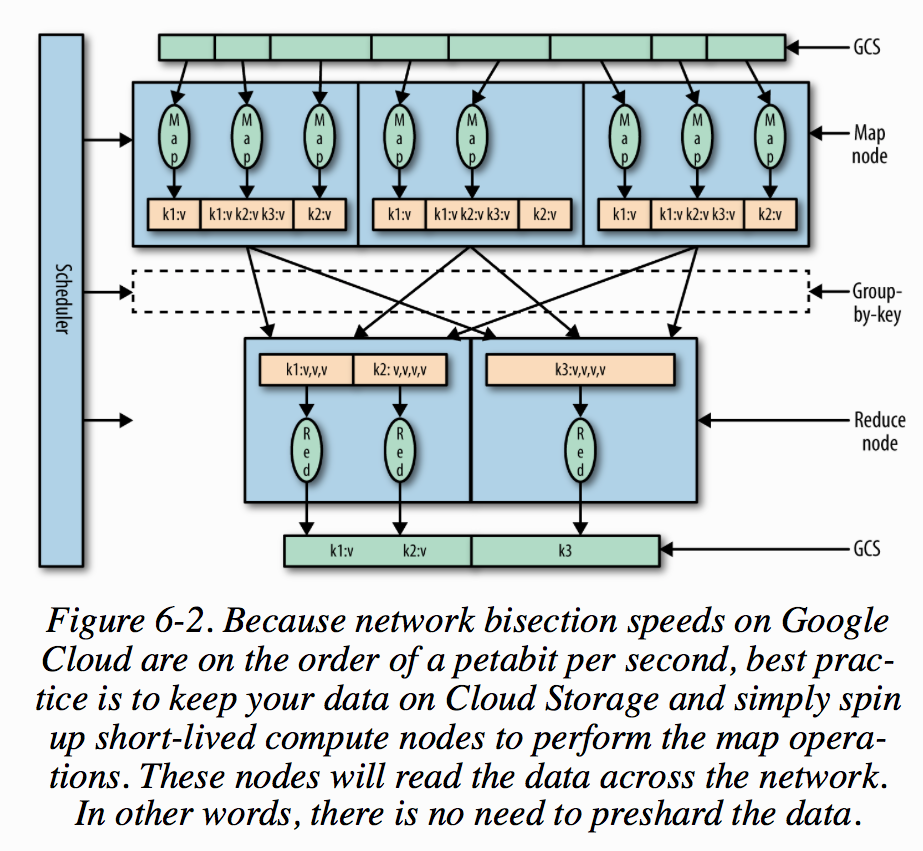 GCS
Map
Map
Map
Map
Map
Map
Map
Map
Map
node
k1:v
k1:v k2:v k3:v
k2:v
k1:v
k1:v k2:v k3:v
k2:v
k1:v
k1:v k2:v k3:v
k2:v
Scheduler
Group-
by-key
k1:v,v,v
k2: v,v,v,v
k3:v,v,v,v
Red
Red
Red
Reduce
node
k1:v
k2:v
k3
GCS
Figure 6-2. Because network bisection speeds on Google
Cloud are on the order of a petabit per second, best prac-
tice is to keep your data on Cloud Storage and simply spin
up short-lived compute nodes to perform the map opera-
tions. These nodes will read the data across the network.
In other words, there is no need to preshard the data.